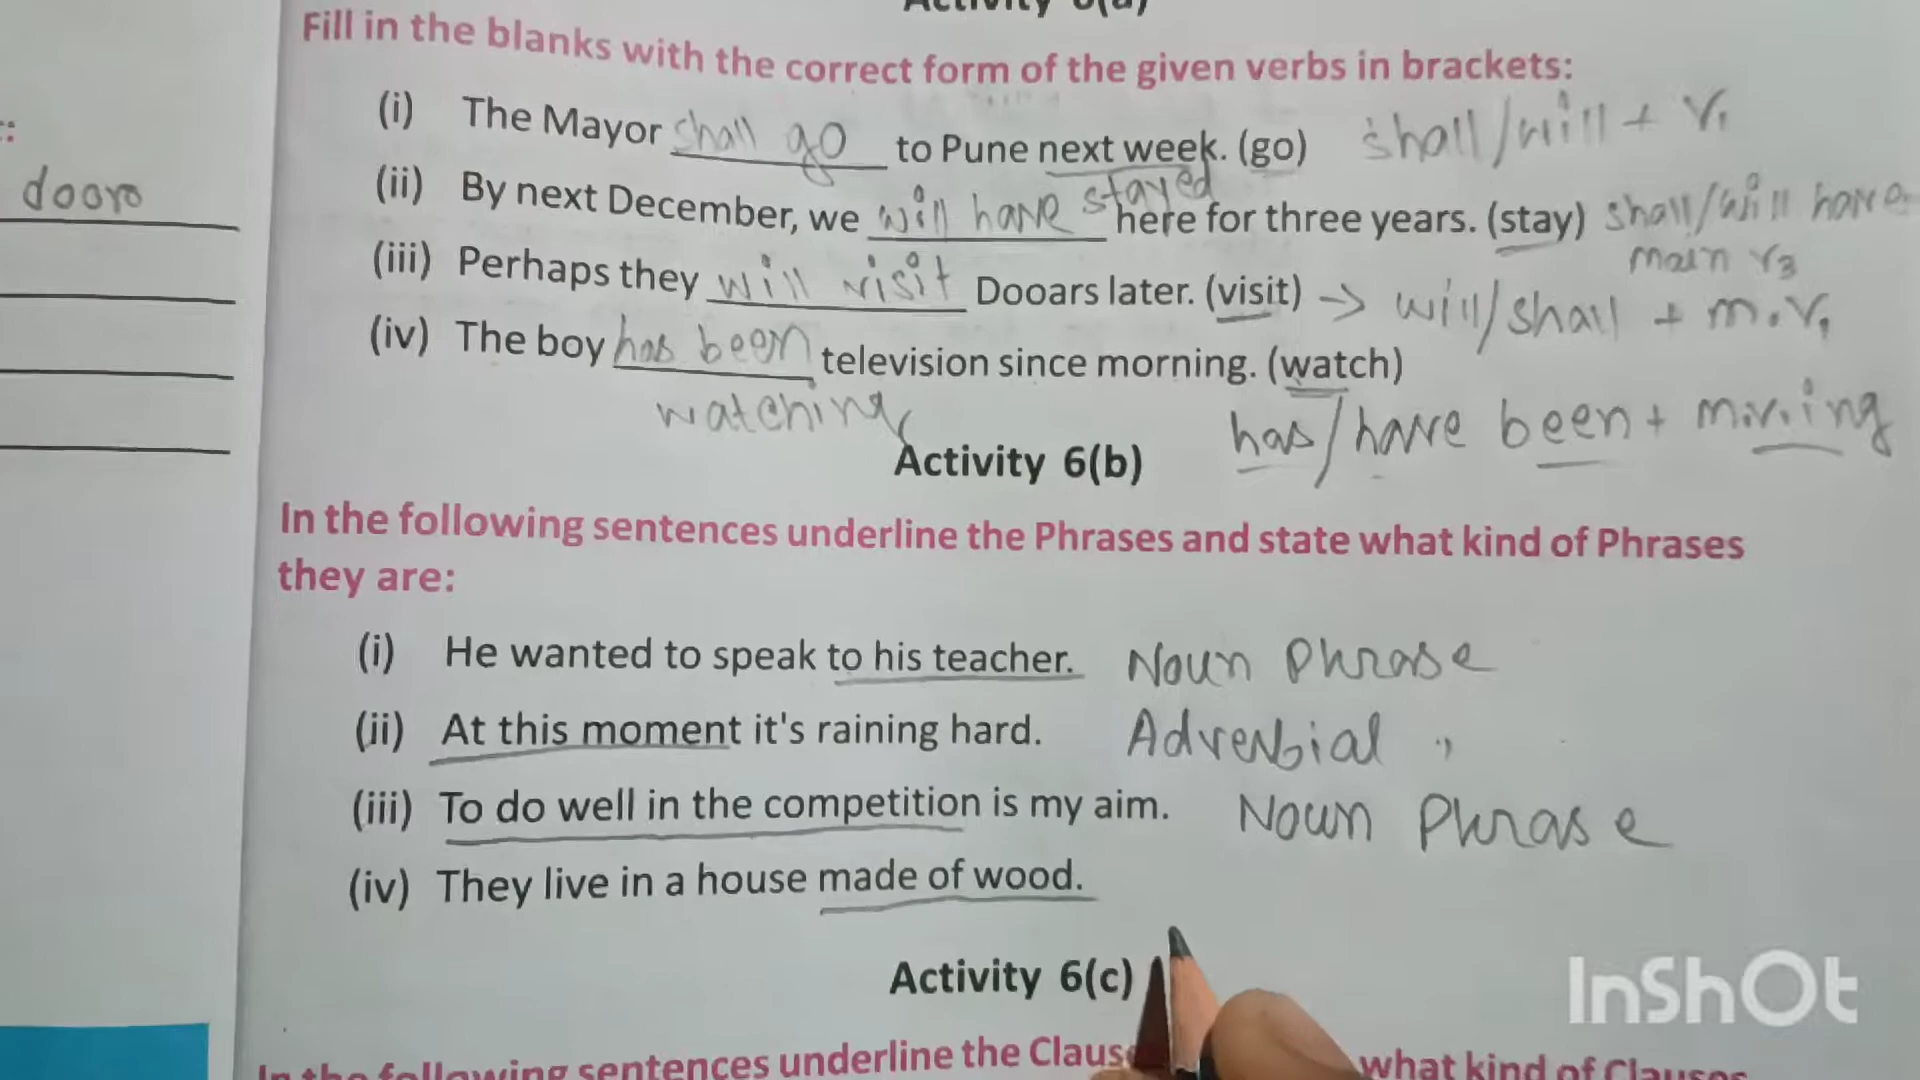 Activity 6(a)
Fill in the blanks with the correct form of the given verbs in brackets:
(i) The Mayor shall go to Pune next week. (go) shall/will + V1
(ii) By next December, we will have stayed here for three years. (stay) shall/will have
main v3
(iii) Perhaps they will visit Dooars later. (visit) → will/shall + m.v1
(iv) The boy has been television since morning. (watch)
watching
has/have been + m.v.ing
Activity 6(b)
In the following sentences underline the Phrases and state what kind of Phrases
they are:
(i) He wanted to speak to his teacher. Noun Phrase
(ii) At this moment it's raining hard. Adverbial "
(iii) To do well in the competition is my aim. Noun Phrase
(iv) They live in a house made of wood.
Activity 6(c)
In the following sentences underline the Clause what kind of Clauses
InShOt